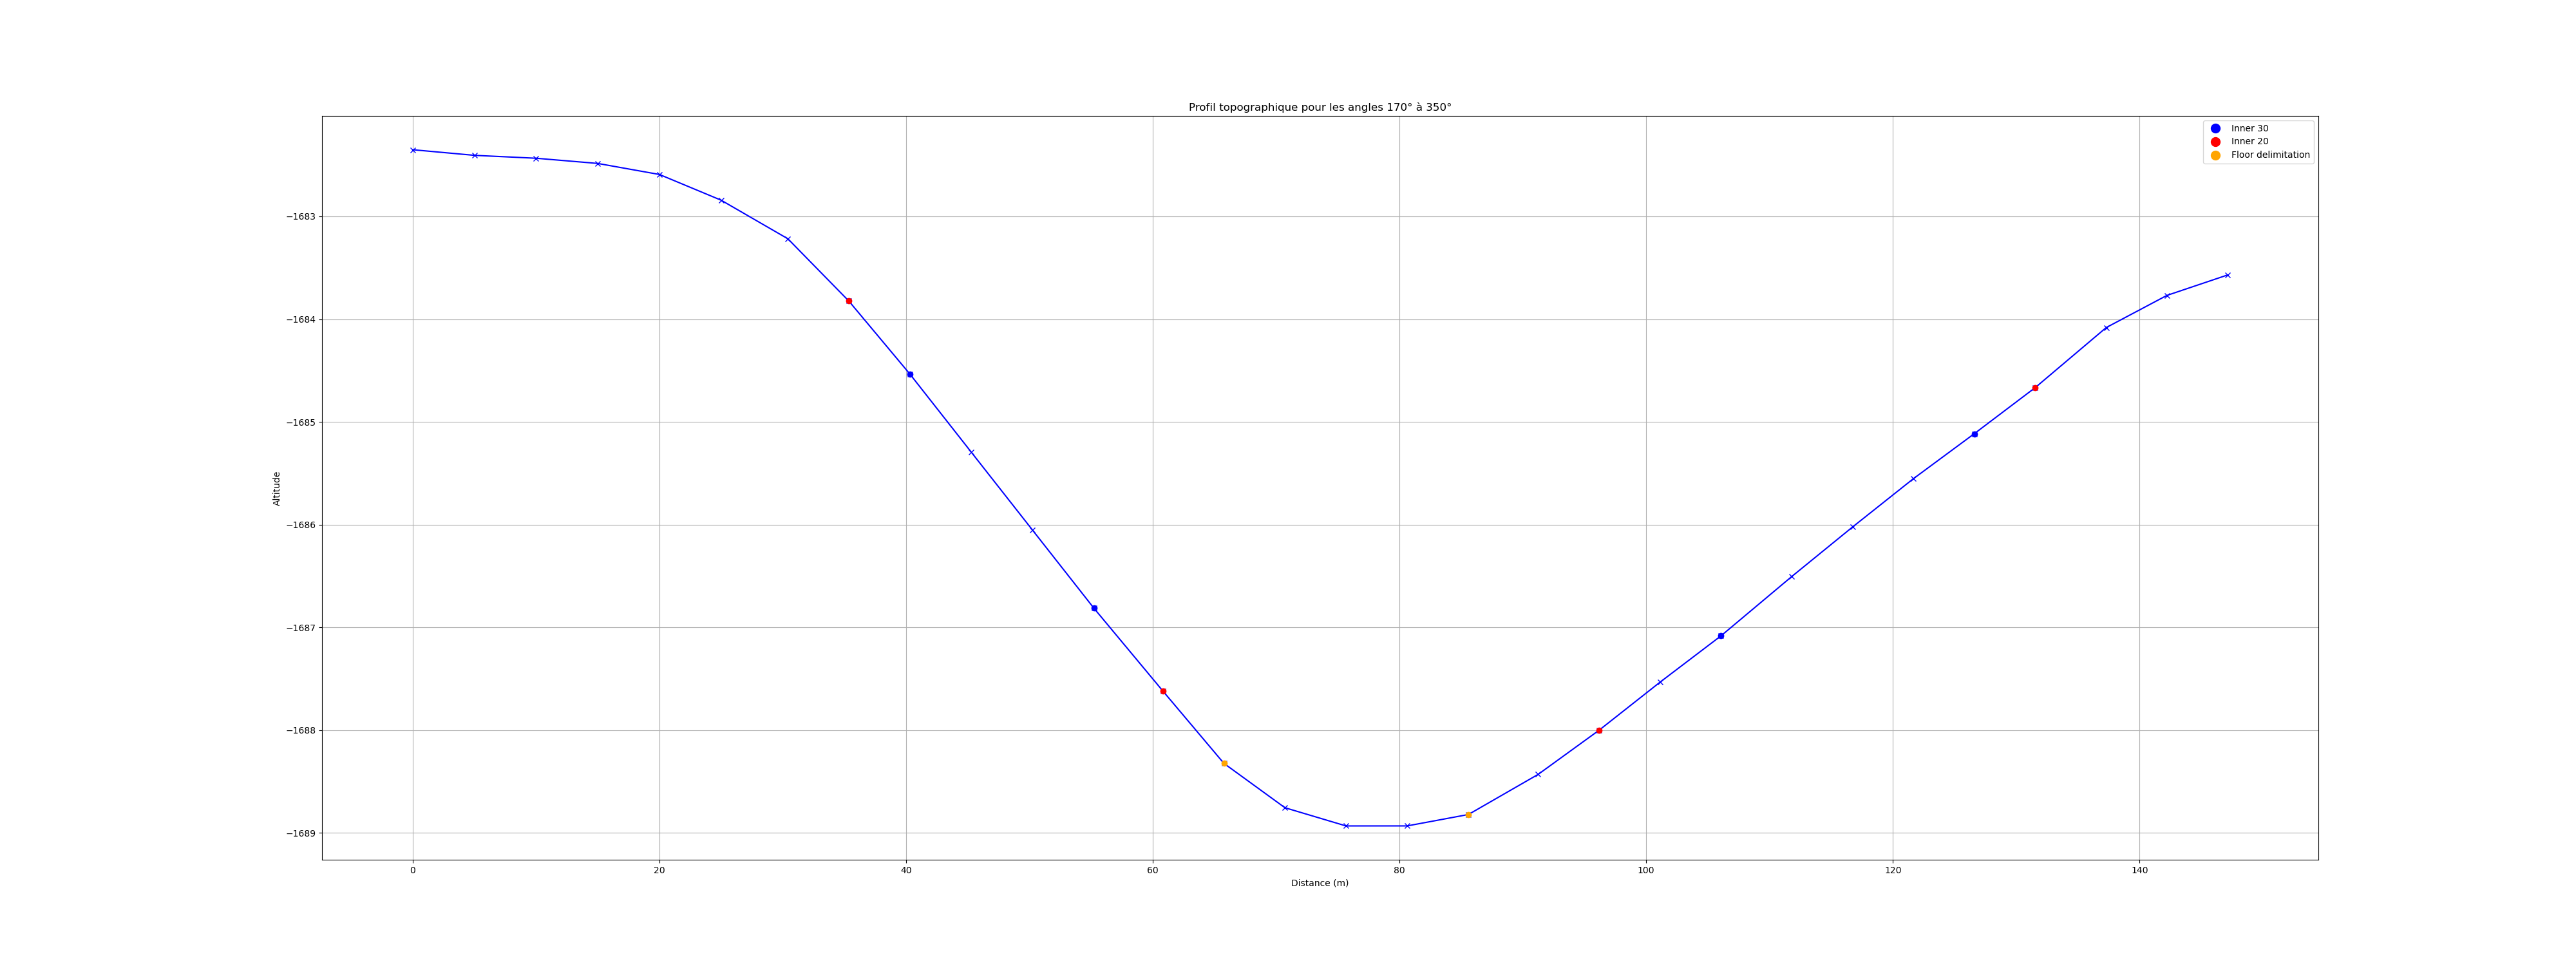 Profil topographique pour les angles 170° à 350°
Inner 30
Inner 20
Floor delimitation
Altitude
−1683
−1684
−1685
−1686
−1687
−1688
−1689
0 20 40 60 80 100 120 140
Distance (m)